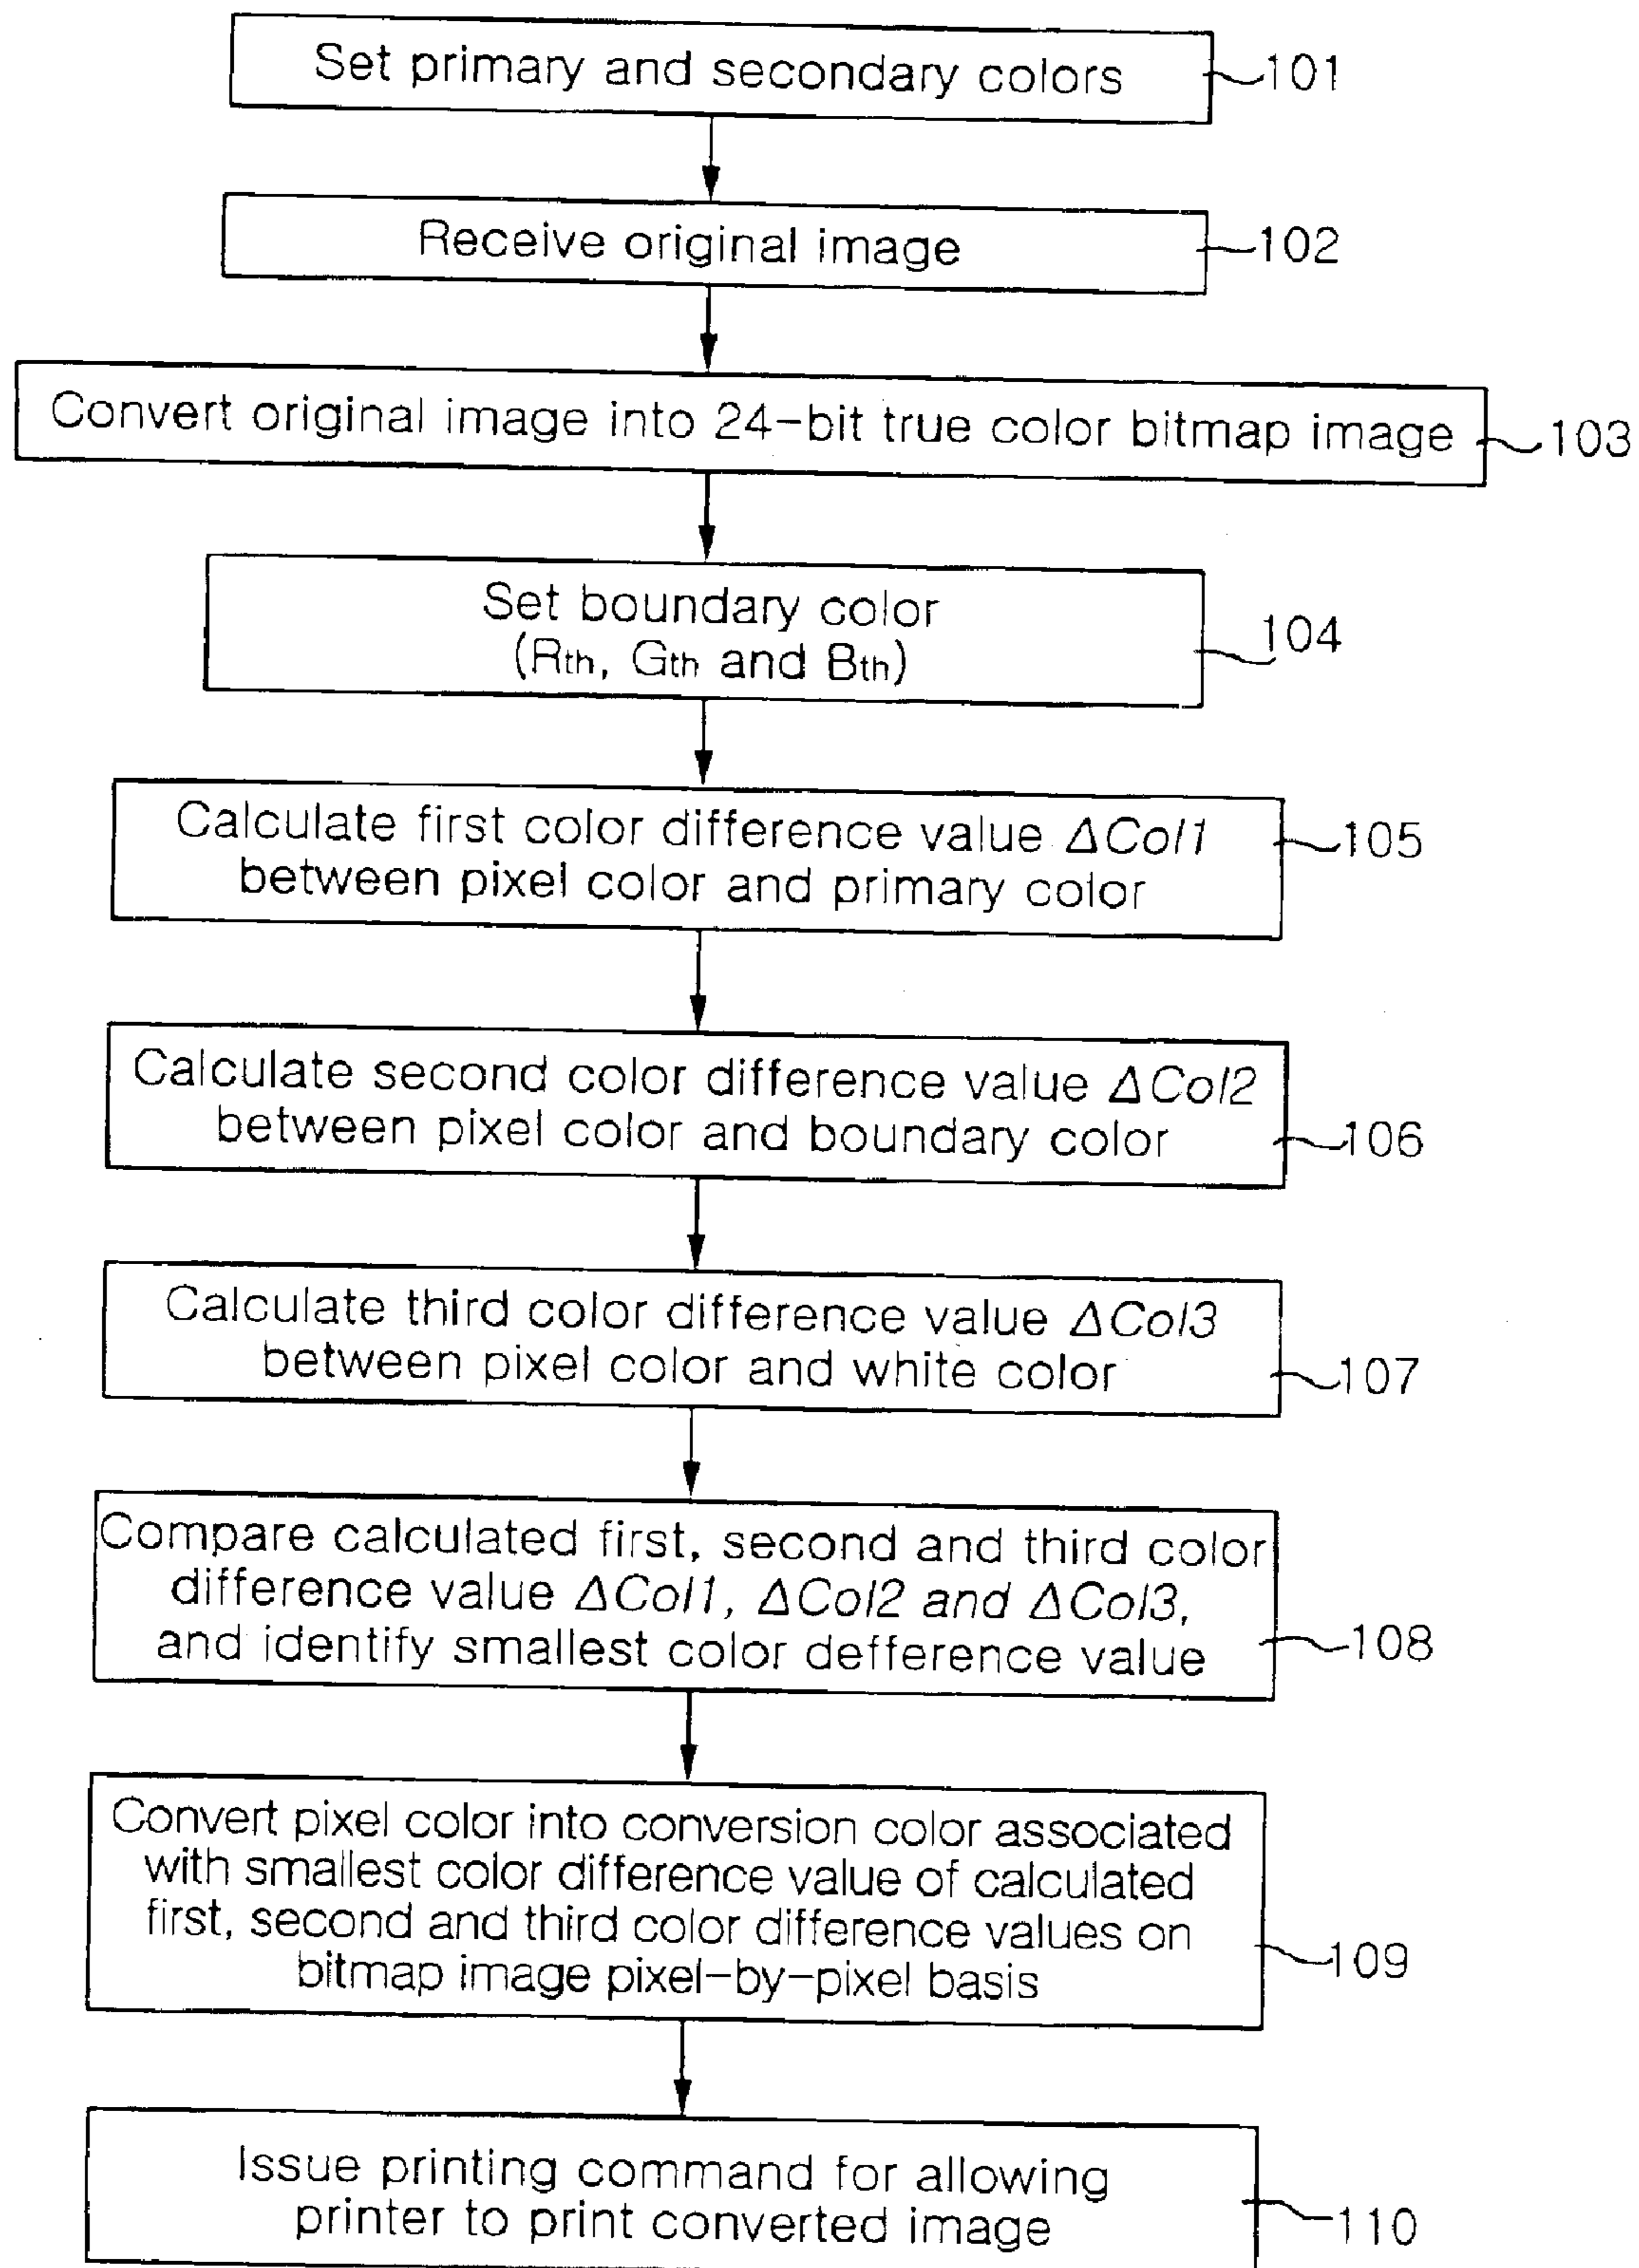 Set primary and secondary colors
101
Receive original image
102
Convert original image into 24-bit true color bitmap image
103
Set boundary color
(Rth, Gth and Bth)
104
Calculate first color difference value ΔCol1
between pixel color and primary color
105
Calculate second color difference value ΔCol2
between pixel color and boundary color
106
Calculate third color difference value ΔCol3
between pixel color and white color
107
Compare calculated first, second and third color
difference value ΔCol1, ΔCol2 and ΔCol3,
and identify smallest color defference value
108
Convert pixel color into conversion color associated
with smallest color difference value of calculated
first, second and third color difference values on
bitmap image pixel-by-pixel basis
109
Issue printing command for allowing
printer to print converted image
110